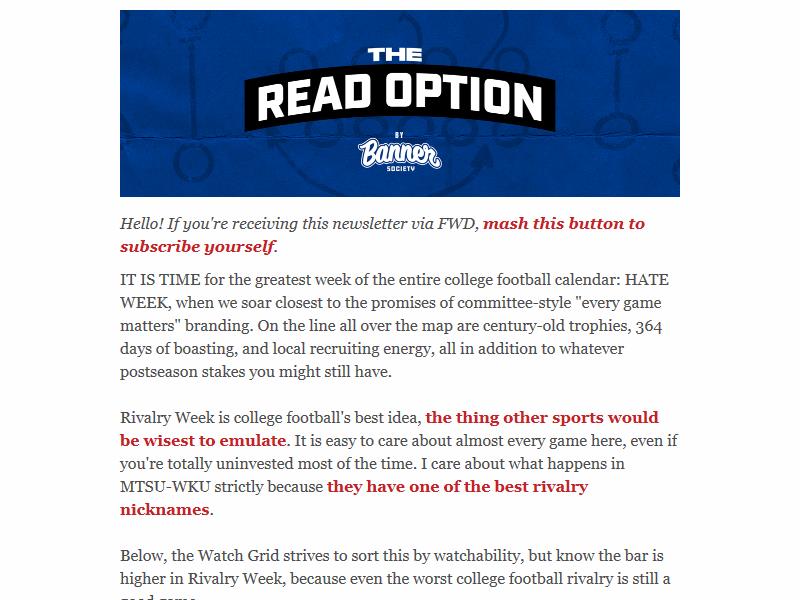 THE
READ OPTION
BY
Banner
SOCIETY
Hello! If you're receiving this newsletter via FWD, mash this button to
subscribe yourself.
IT IS TIME for the greatest week of the entire college football calendar: HATE
WEEK, when we soar closest to the promises of committee-style "every game
matters" branding. On the line all over the map are century-old trophies, 364
days of boasting, and local recruiting energy, all in addition to whatever
postseason stakes you might still have.
Rivalry Week is college football's best idea, the thing other sports would
be wisest to emulate. It is easy to care about almost every game here, even if
you're totally uninvested most of the time. I care about what happens in
MTSU-WKU strictly because they have one of the best rivalry
nicknames.
Below, the Watch Grid strives to sort this by watchability, but know the bar is
higher in Rivalry Week, because even the worst college football rivalry is still a